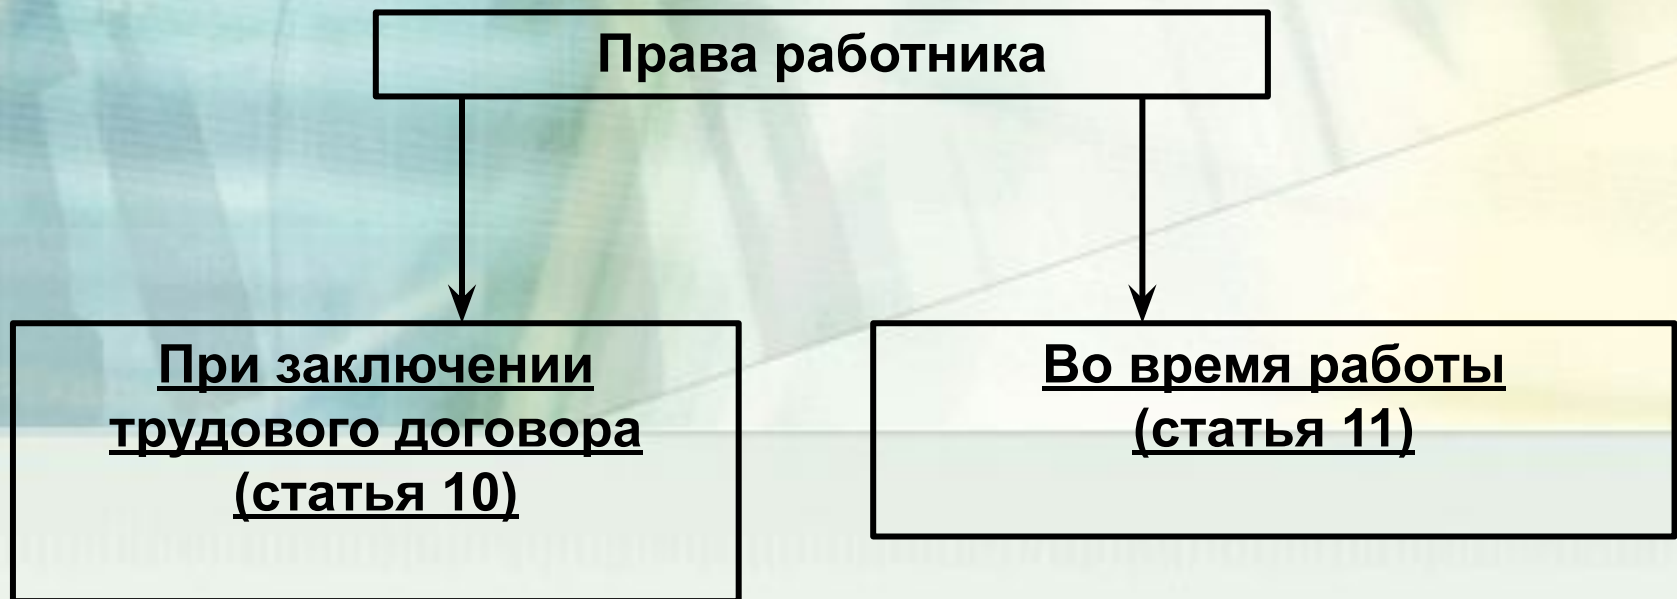 Права работника
При заключении
трудового договора
(статья 10)
Во время работы
(статья 11)